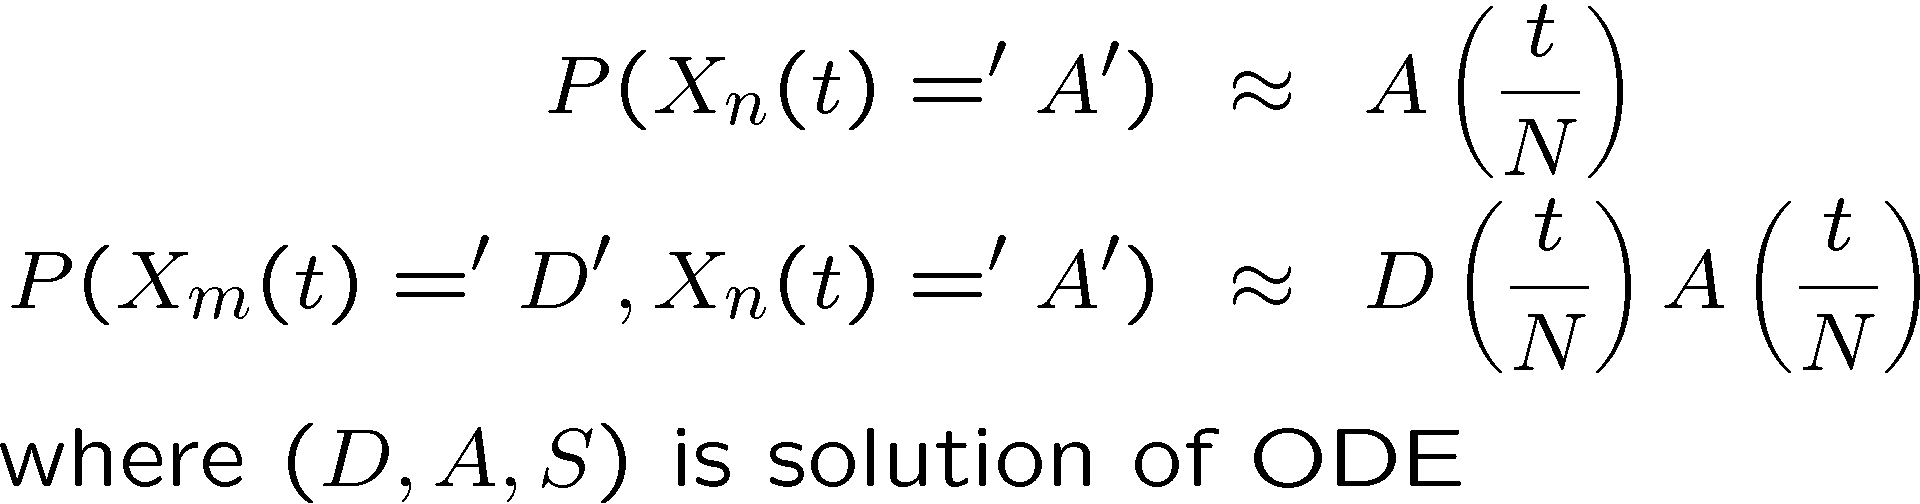 P(X_n(t) =′ A′) ≈ A(t/N)
P(X_m(t) =′ D′, X_n(t) =′ A′) ≈ D(t/N) A(t/N)
where (D, A, S) is solution of ODE